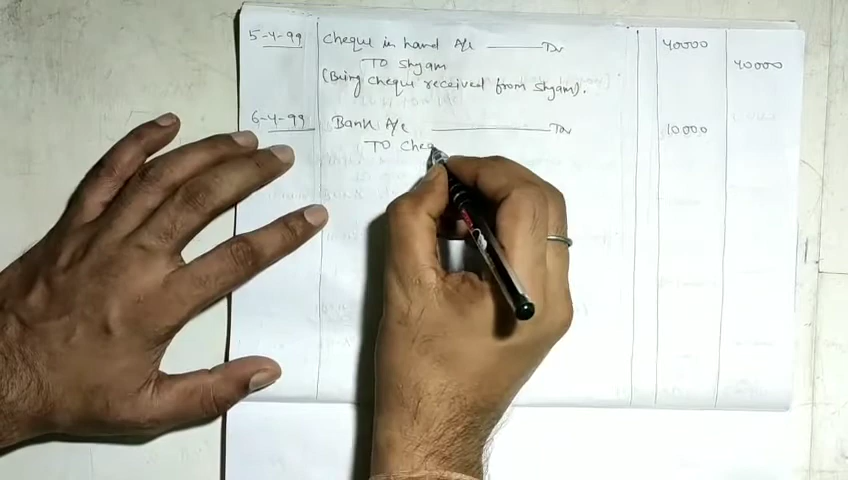 5-4-99 Cheque in hand A/c Dr 40000
TO Shyam 40000
(Being cheque received from Shyam).
6-4-99 Bank A/c Dr 10000
TO Cheq